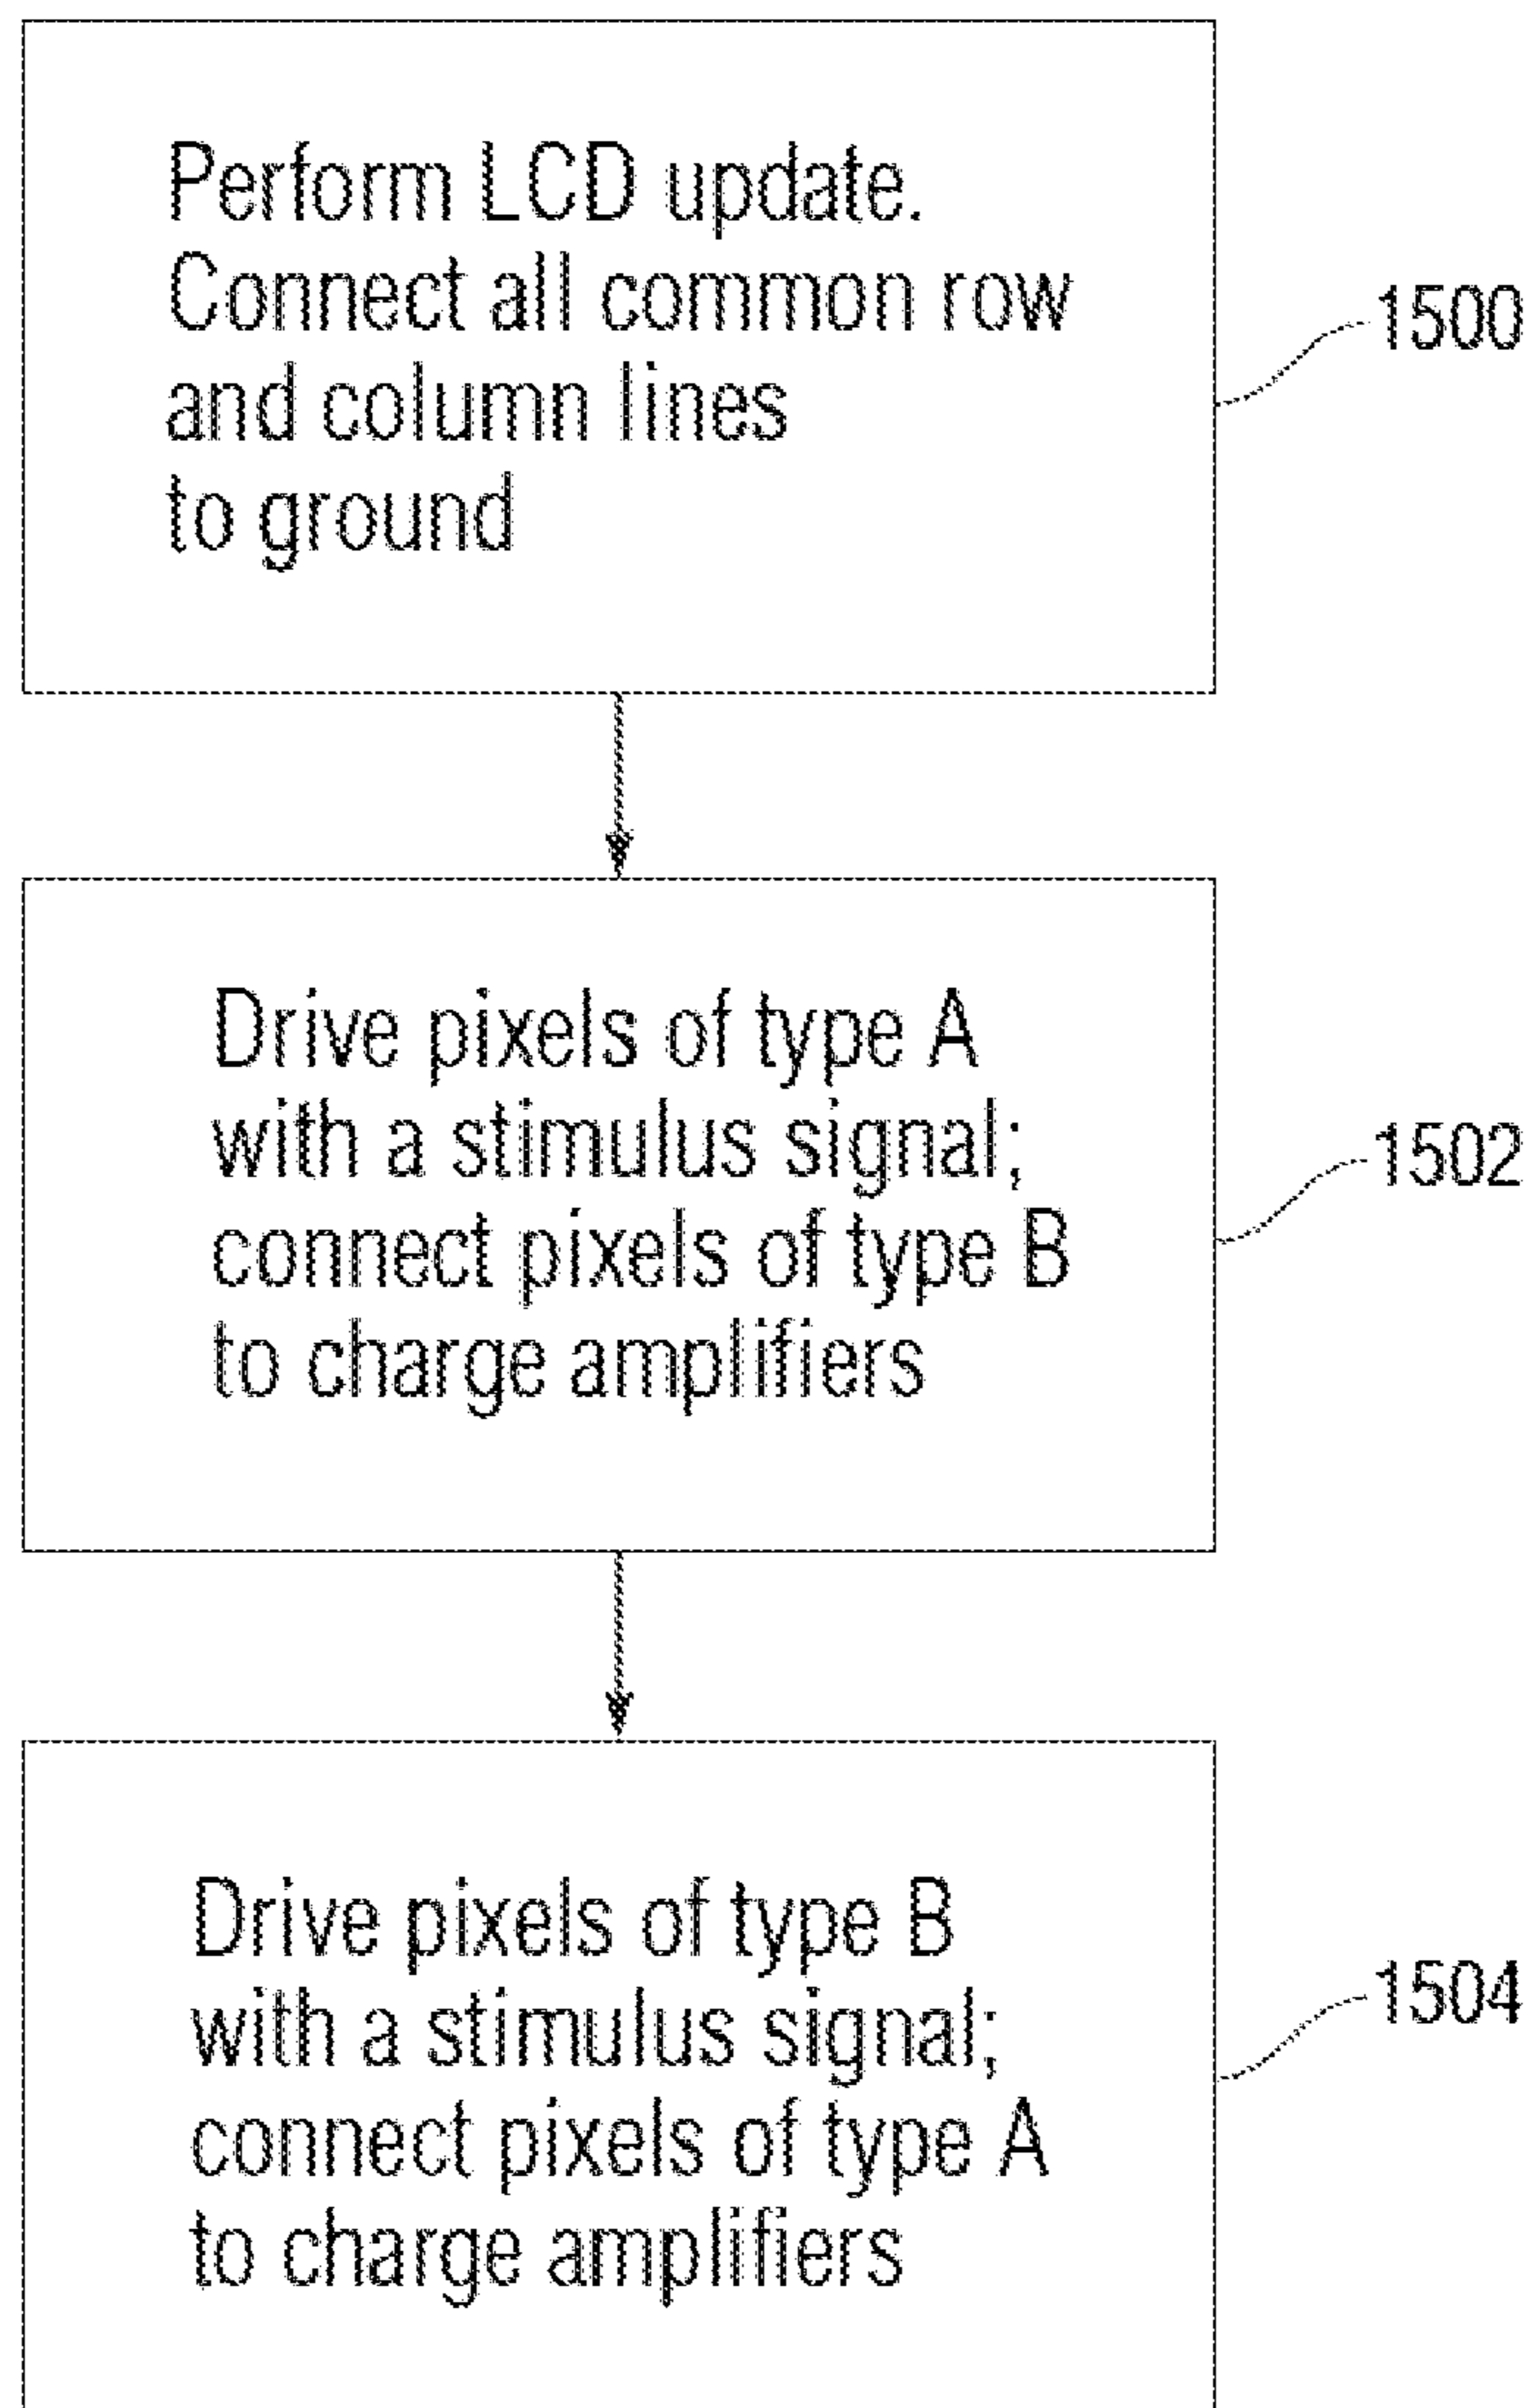 Perform LCD update.
Connect all common row
and column lines
to ground
1500
Drive pixels of type A
with a stimulus signal;
connect pixels of type B
to charge amplifiers
1502
Drive pixels of type B
with a stimulus signal;
connect pixels of type A
to charge amplifiers
1504